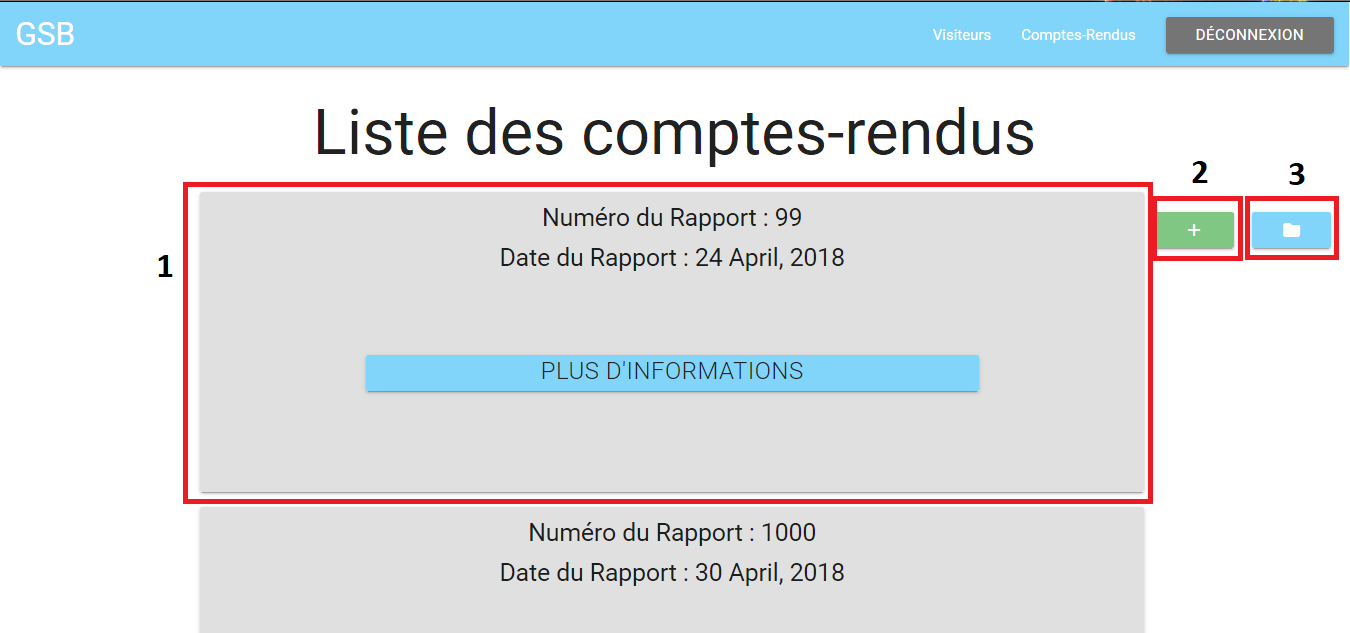 GSB
Visiteurs
Comptes-Rendus
DÉCONNEXION
Liste des comptes-rendus
2
3
1
Numéro du Rapport : 99
Date du Rapport : 24 April, 2018
+
PLUS D'INFORMATIONS
Numéro du Rapport : 1000
Date du Rapport : 30 April, 2018